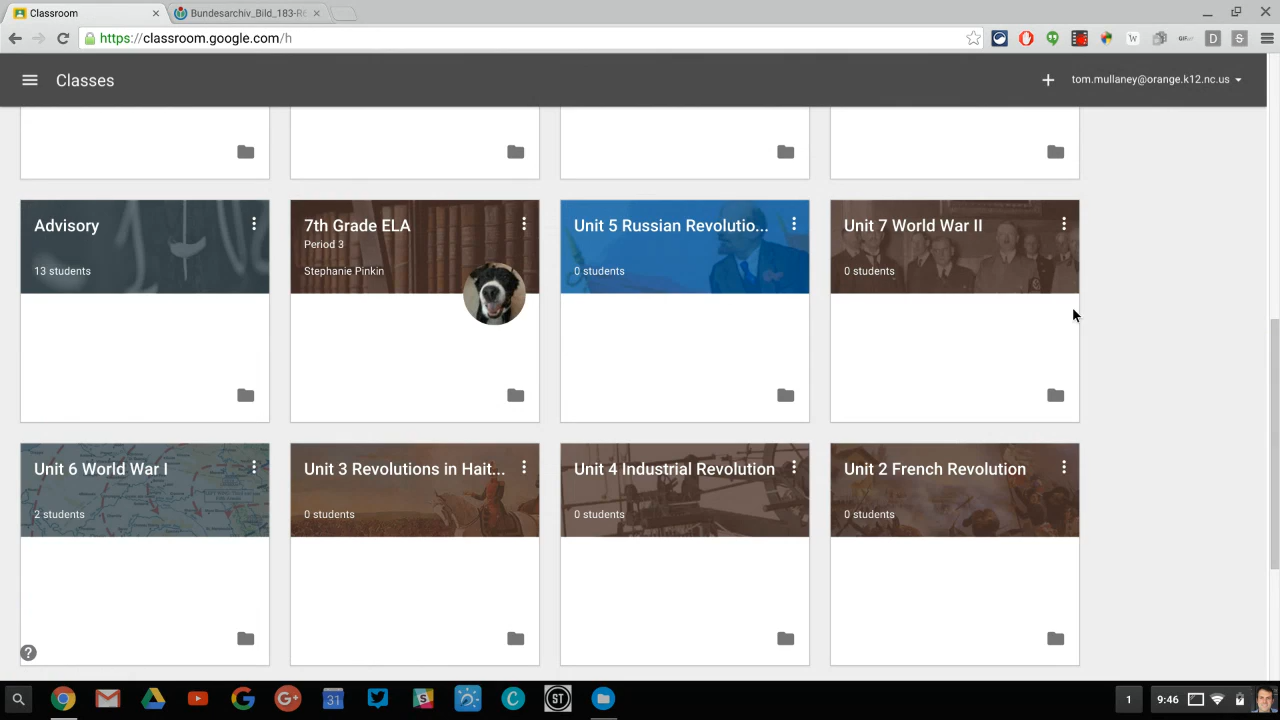 Classroom
Bundesarchiv_Bild_183-R6
https://classroom.google.com/h
Classes
tom.mullaney@orange.k12.nc.us
Advisory
13 students
7th Grade ELA
Period 3
Stephanie Pinkin
Unit 5 Russian Revolutio...
0 students
Unit 7 World War II
0 students
Unit 6 World War I
2 students
Unit 3 Revolutions in Hait...
0 students
Unit 4 Industrial Revolution
0 students
Unit 2 French Revolution
0 students
31
ST
1
9:46